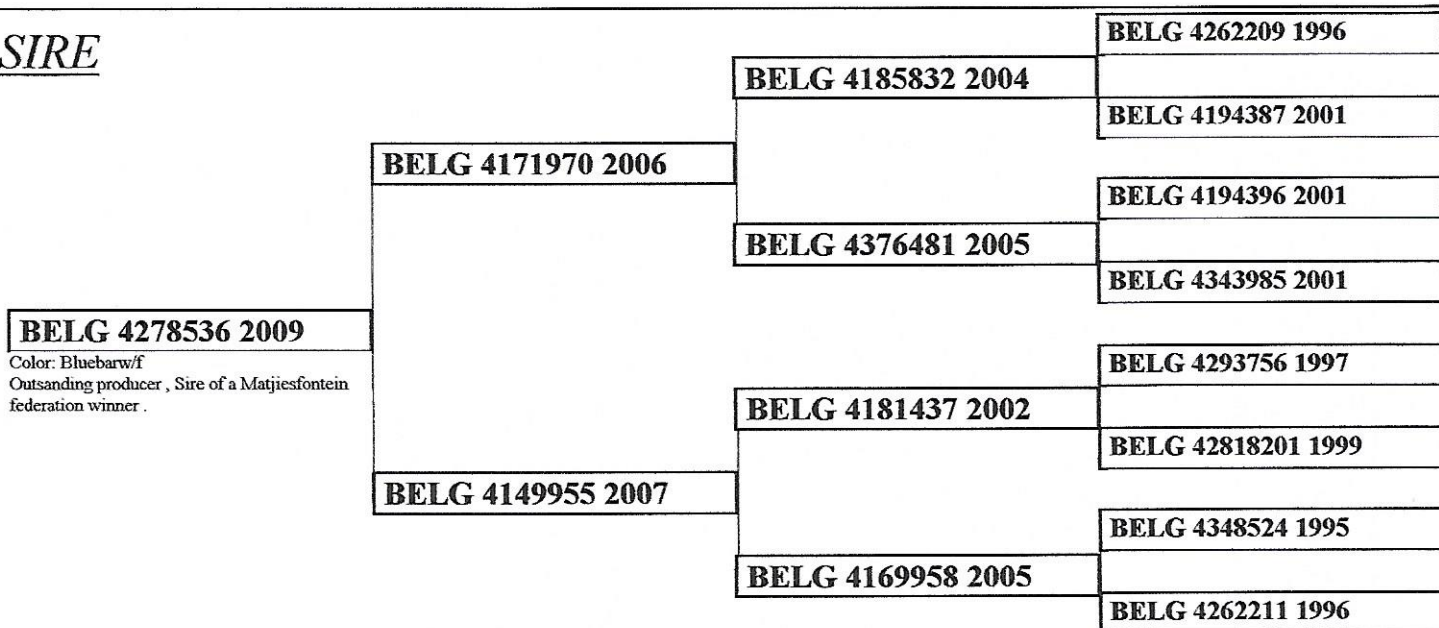 SIRE
BELG 4262209 1996
BELG 4185832 2004
BELG 4194387 2001
BELG 4171970 2006
BELG 4194396 2001
BELG 4376481 2005
BELG 4343985 2001
BELG 4278536 2009
Color: Bluebarw/f
Outsanding producer , Sire of a Matjiesfontein
federation winner .
BELG 4293756 1997
BELG 4181437 2002
BELG 42818201 1999
BELG 4149955 2007
BELG 4348524 1995
BELG 4169958 2005
BELG 4262211 1996